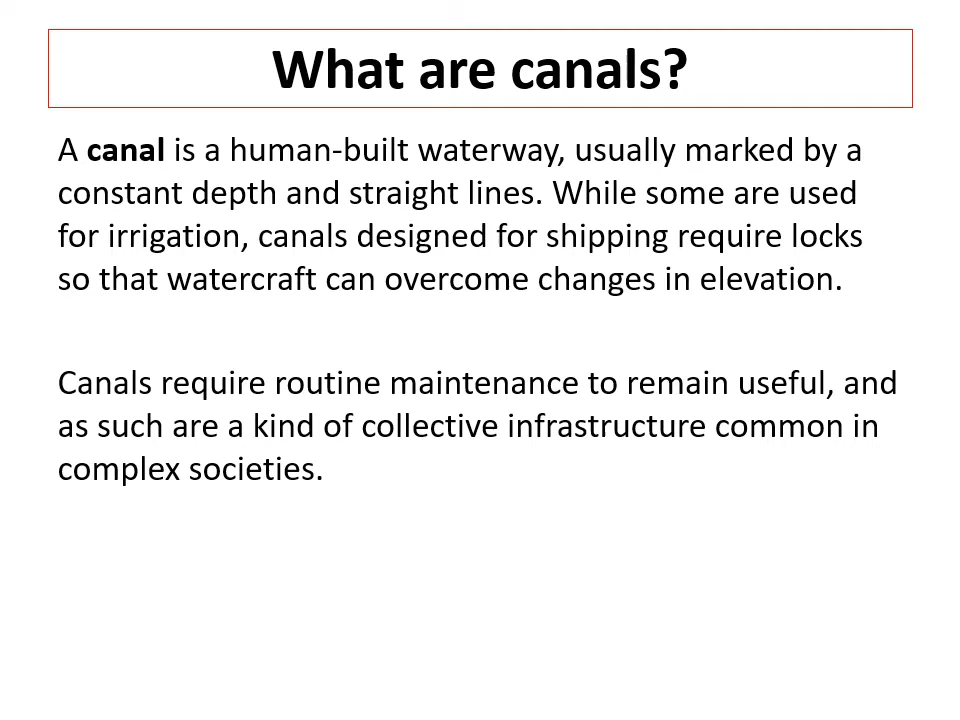 What are canals?
A canal is a human-built waterway, usually marked by a
constant depth and straight lines. While some are used
for irrigation, canals designed for shipping require locks
so that watercraft can overcome changes in elevation.
Canals require routine maintenance to remain useful, and
as such are a kind of collective infrastructure common in
complex societies.